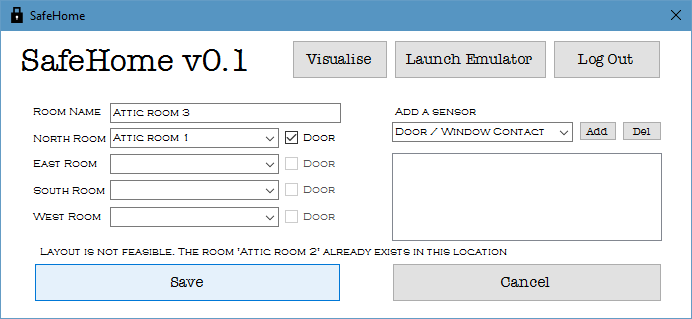 SafeHome
SafeHome v0.1
Visualise
Launch Emulator
Log Out
Room Name
Attic room 3
North Room
Attic room 1
Door
East Room
Door
South Room
Door
West Room
Door
Add a sensor
Door / Window Contact
Add
Del
Layout is not feasible. The room 'Attic room 2' already exists in this location
Save
Cancel